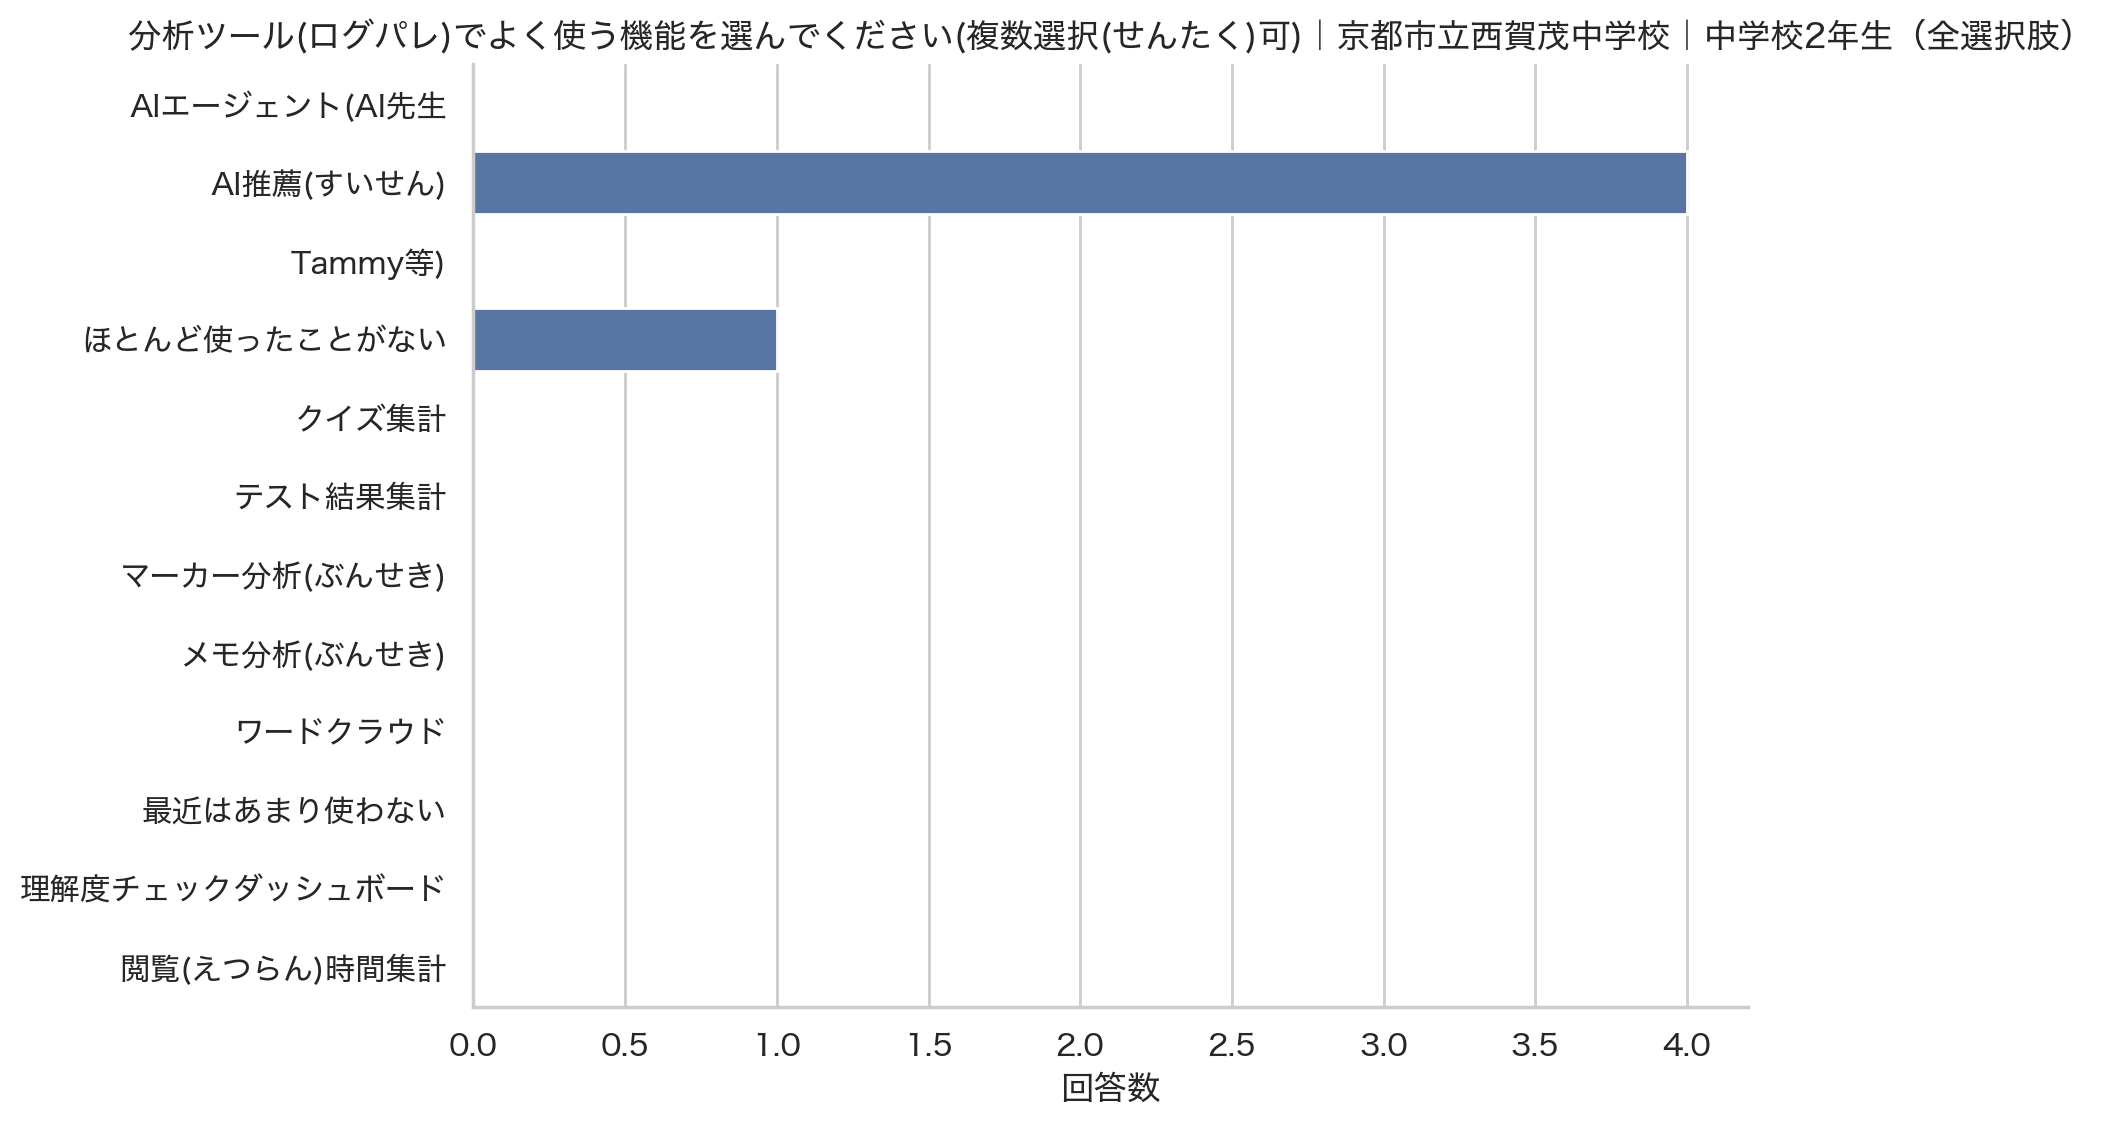 分析ツール(ログパレ)でよく使う機能を選んでください(複数選択(せんたく)可)｜京都市立西賀茂中学校｜中学校2年生（全選択肢）
AIエージェント(AI先生
AI推薦(すいせん)
Tammy等)
ほとんど使ったことがない
クイズ集計
テスト結果集計
マーカー分析(ぶんせき)
メモ分析(ぶんせき)
ワードクラウド
最近はあまり使わない
理解度チェックダッシュボード
閲覧(えつらん)時間集計
0.0 0.5 1.0 1.5 2.0 2.5 3.0 3.5 4.0
回答数